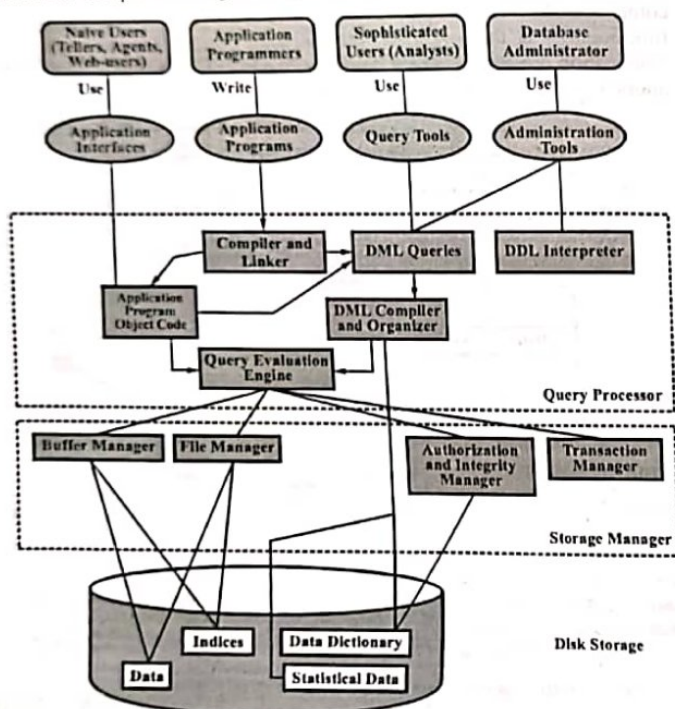 Naive Users
(Tellers, Agents,
Web-users)
Application
Programmers
Sophisticated
Users (Analysts)
Database
Administrator
Use
Write
Use
Use
Application
Interfaces
Application
Programs
Query Tools
Administration
Tools
Compiler and
Linker
DML Queries
DDL Interpreter
Application
Program
Object Code
DML Compiler
and Organizer
Query Evaluation
Engine
Query Processor
Buffer Manager
File Manager
Authorization
and Integrity
Manager
Transaction
Manager
Storage Manager
Indices
Data Dictionary
Disk Storage
Data
Statistical Data